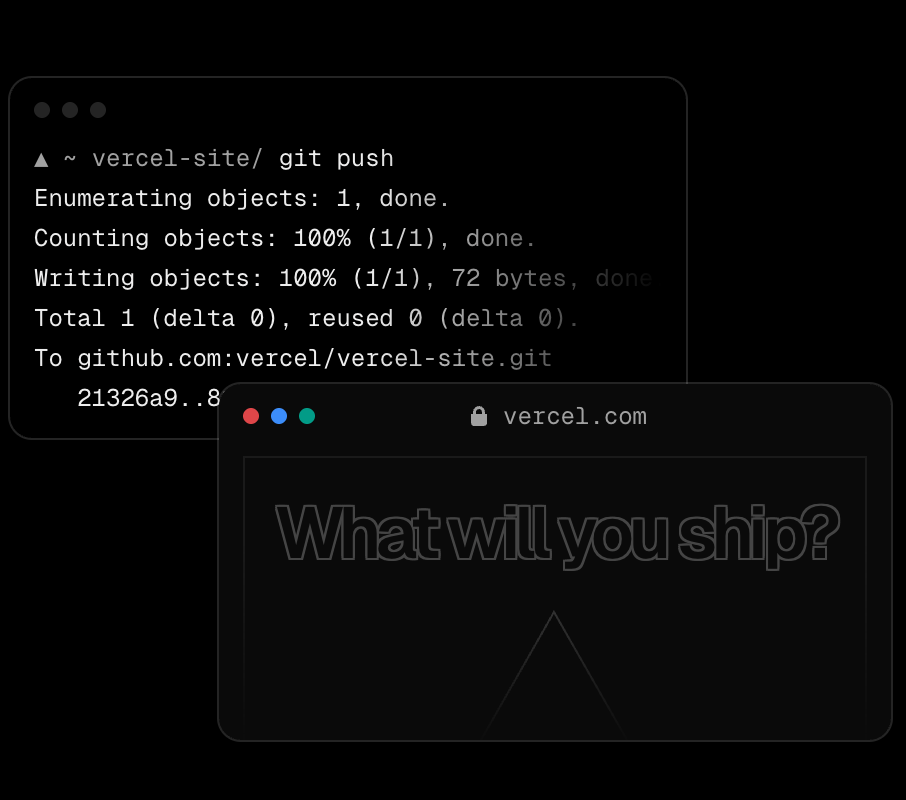 ▲ ~ vercel-site/ git push
Enumerating objects: 1, done.
Counting objects: 100% (1/1), done.
Writing objects: 100% (1/1), 72 bytes, done
Total 1 (delta 0), reused 0 (delta 0).
To github.com:vercel/vercel-site.git
21326a9..8
vercel.com
What will you ship?